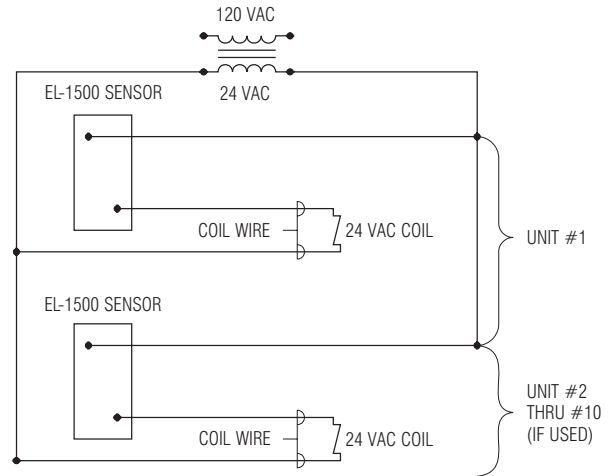 120 VAC
24 VAC
EL-1500 SENSOR
COIL WIRE
24 VAC COIL
UNIT #1
EL-1500 SENSOR
COIL WIRE
24 VAC COIL
UNIT #2
THRU #10
(IF USED)